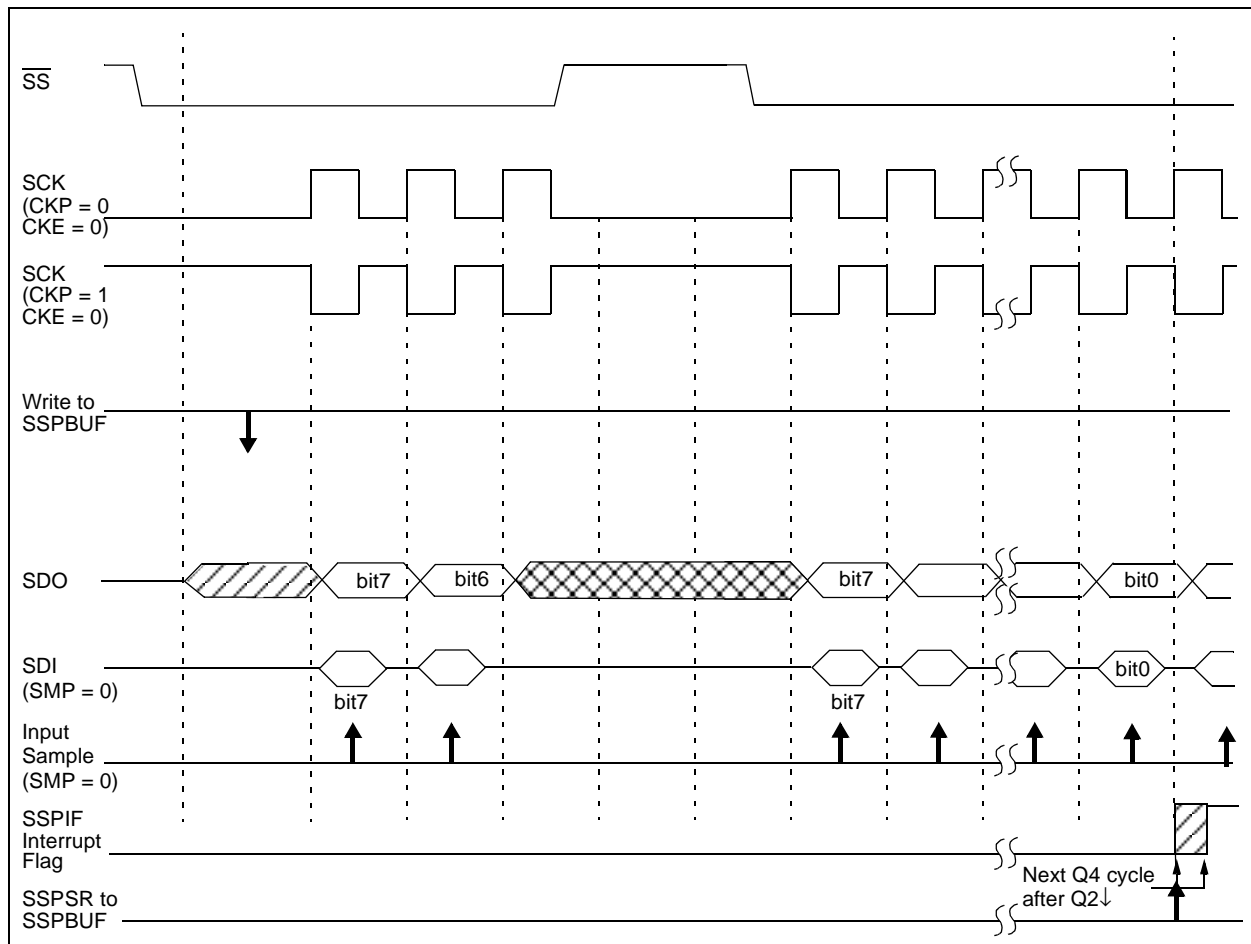 SS
SCK
(CKP = 0
CKE = 0)
SCK
(CKP = 1
CKE = 0)
Write to
SSPBUF
SDO
bit7
bit6
bit7
bit0
SDI
(SMP = 0)
bit7
bit7
bit0
Input
Sample
(SMP = 0)
SSPIF
Interrupt
Flag
Next Q4 cycle
after Q2↓
SSPSR to
SSPBUF